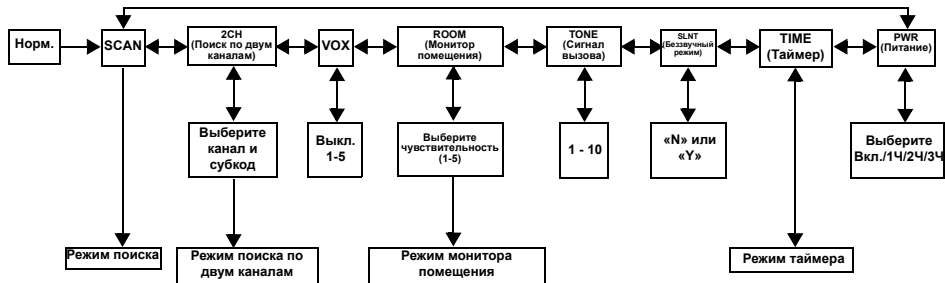 Норм.
SCAN
2CH
(Поиск по двум
каналам)
VOX
ROOM
(Монитор
помещения)
TONE
(Сигнал
вызова)
SLNT
(Беззвучный
режим)
TIME
(Таймер)
PWR
(Питание)
Выберите
канал и
субкод
Выкл.
1-5
Выберите
чувствительность
(1-5)
1 - 10
«N» или
«Y»
Выберите
Вкл./1Ч/2Ч/3Ч
Режим поиска
Режим поиска по
двум каналам
Режим монитора
помещения
Режим таймера